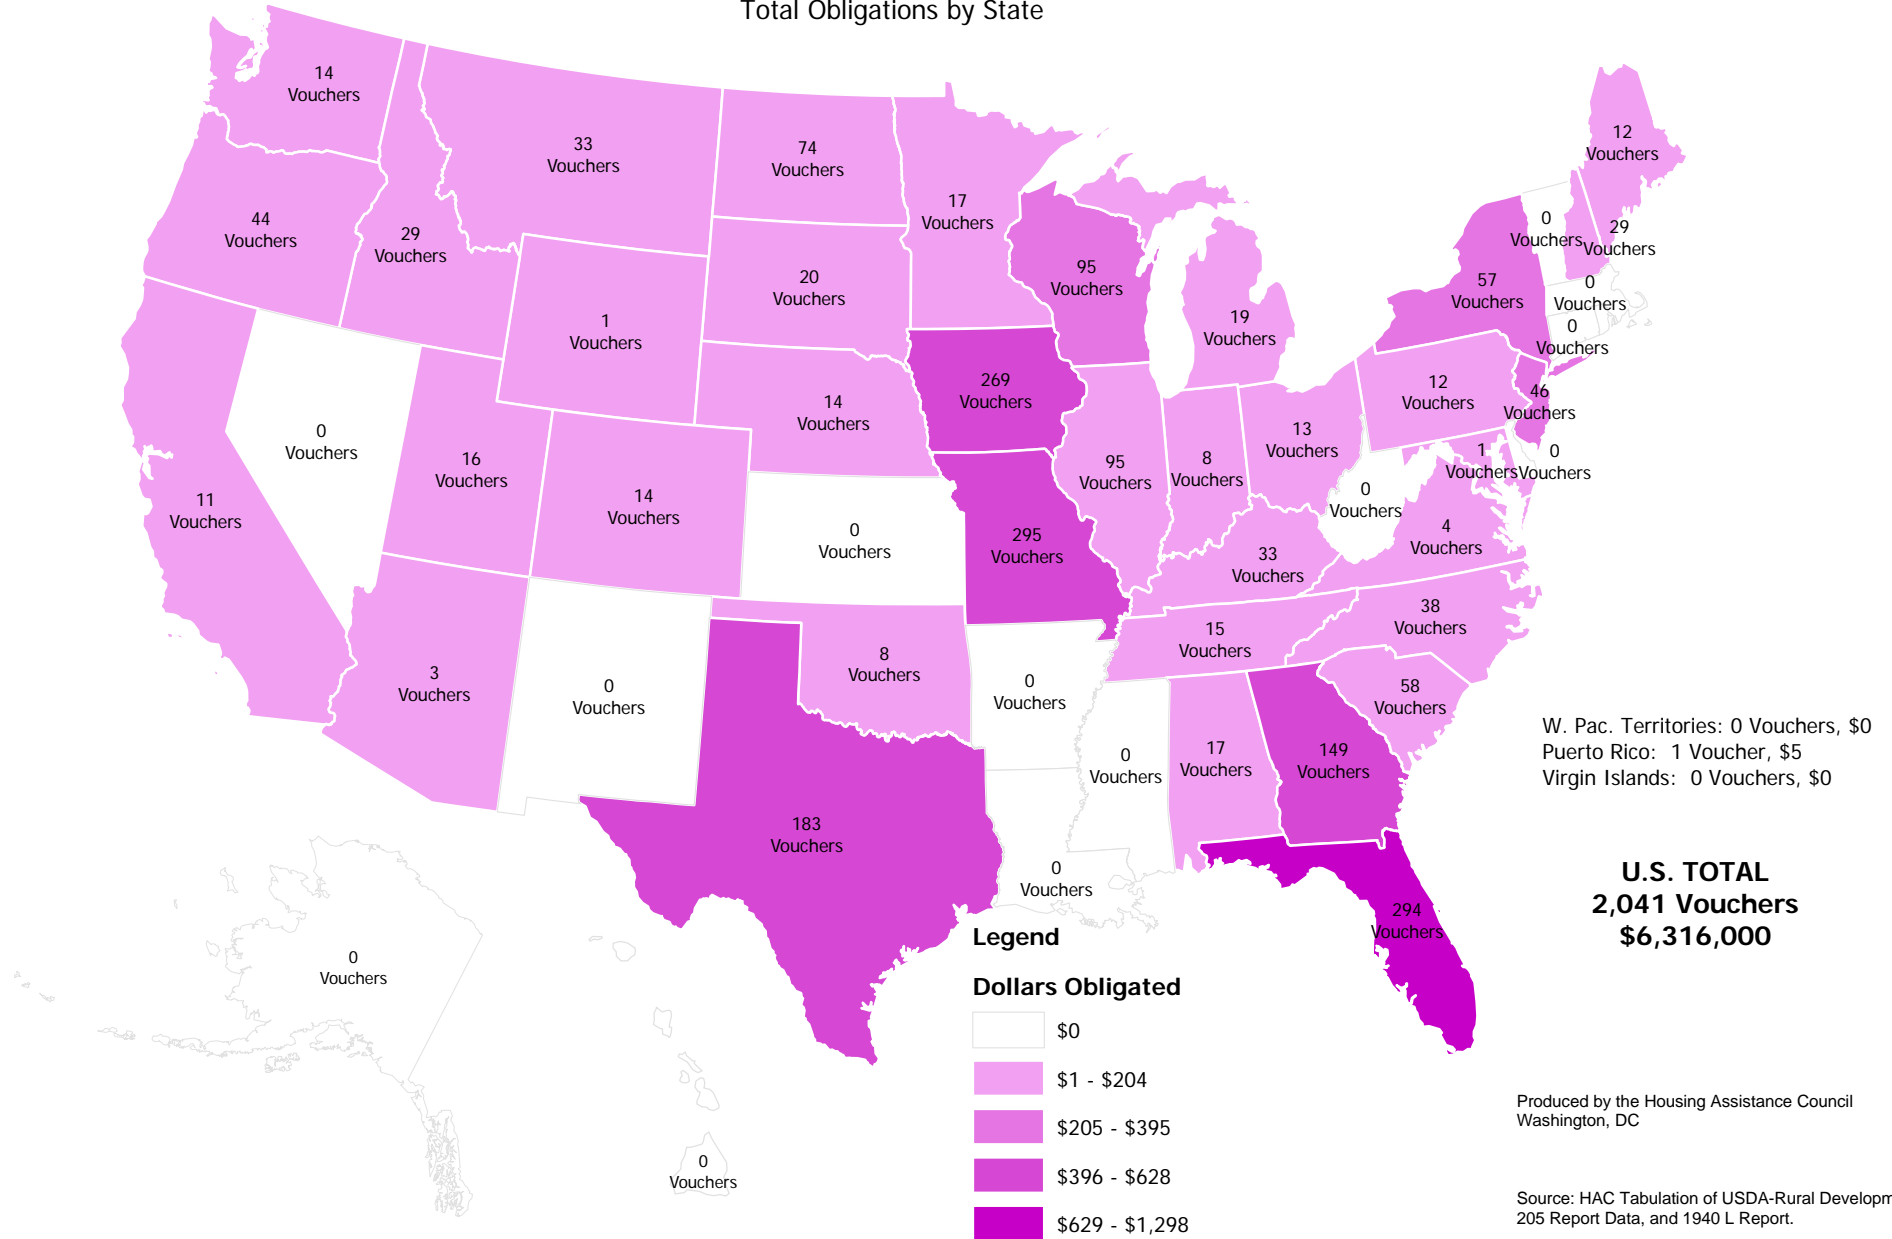 Total Obligations by State
14
Vouchers
33
Vouchers
74
Vouchers
17
Vouchers
12
Vouchers
44
Vouchers
29
Vouchers
20
Vouchers
95
Vouchers
0
Vouchers
29
Vouchers
57
Vouchers
0
Vouchers
0
Vouchers
1
Vouchers
19
Vouchers
269
Vouchers
14
Vouchers
12
Vouchers
46
Vouchers
0
Vouchers
16
Vouchers
95
Vouchers
8
Vouchers
13
Vouchers
1
Vouchers
0
Vouchers
11
Vouchers
14
Vouchers
0
Vouchers
0
Vouchers
295
Vouchers
4
Vouchers
33
Vouchers
38
Vouchers
15
Vouchers
3
Vouchers
0
Vouchers
8
Vouchers
0
Vouchers
58
Vouchers
0
Vouchers
17
Vouchers
149
Vouchers
W. Pac. Territories: 0 Vouchers, $0
Puerto Rico: 1 Voucher, $5
Virgin Islands: 0 Vouchers, $0
183
Vouchers
0
Vouchers
294
Vouchers
U.S. TOTAL
2,041 Vouchers
$6,316,000
0
Vouchers
0
Vouchers
Legend
Dollars Obligated
$0
$1 - $204
$205 - $395
$396 - $628
$629 - $1,298
Produced by the Housing Assistance Council
Washington, DC
Source: HAC Tabulation of USDA-Rural Developm
205 Report Data, and 1940 L Report.